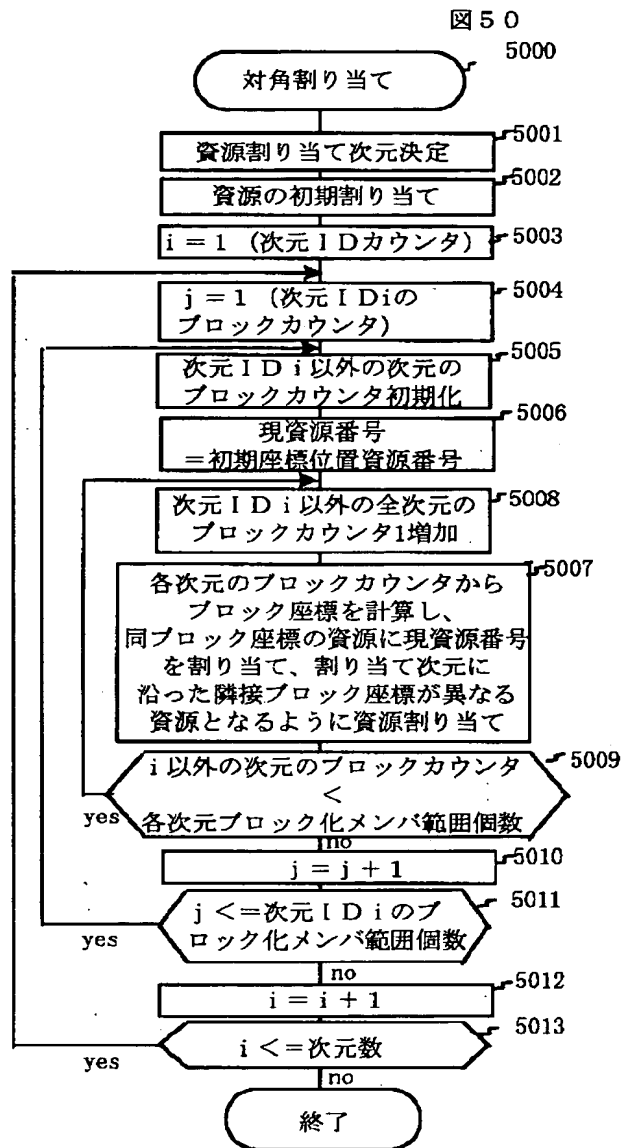 図５０
5000
対角割り当て
5001
資源割り当て次元決定
5002
資源の初期割り当て
5003
i = 1 (次元ＩＤカウンタ)
5004
j = 1 (次元ＩＤiの
ブロックカウンタ)
5005
次元ＩＤi以外の次元の
ブロックカウンタ初期化
5006
現資源番号
=初期座標位置資源番号
5008
次元ＩＤi以外の全次元の
ブロックカウンタ1増加
5007
各次元のブロックカウンタから
ブロック座標を計算し、
同ブロック座標の資源に現資源番号
を割り当て、割り当て次元に
沿った隣接ブロック座標が異なる
資源となるように資源割り当て
5009
i以外の次元のブロックカウンタ
<
各次元ブロック化メンバ範囲個数
yes
no
5010
j = j + 1
5011
j <=次元ＩＤiのブ
ロック化メンバ範囲個数
yes
no
5012
i = i + 1
5013
i <=次元数
yes
no
終了